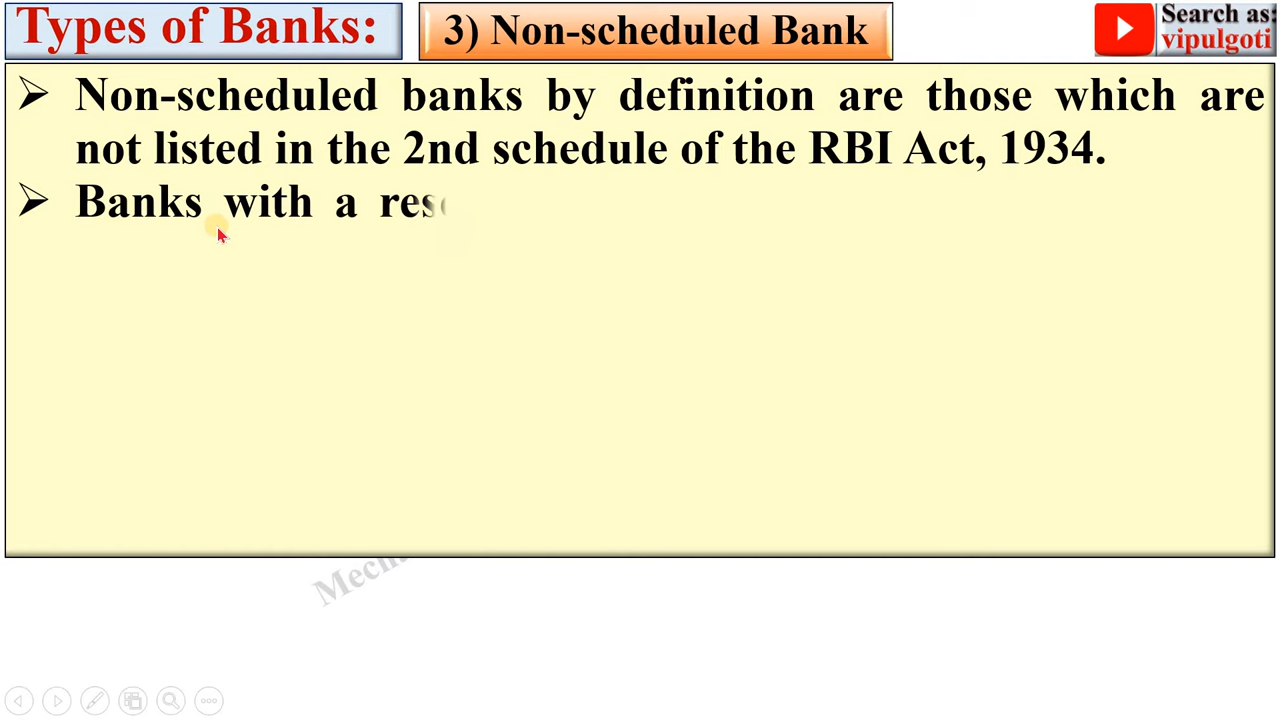 Types of Banks:
3) Non-scheduled Bank
Search as:
vipulgoti
➢ Non-scheduled banks by definition are those which are
not listed in the 2nd schedule of the RBI Act, 1934.
➢ Banks with a